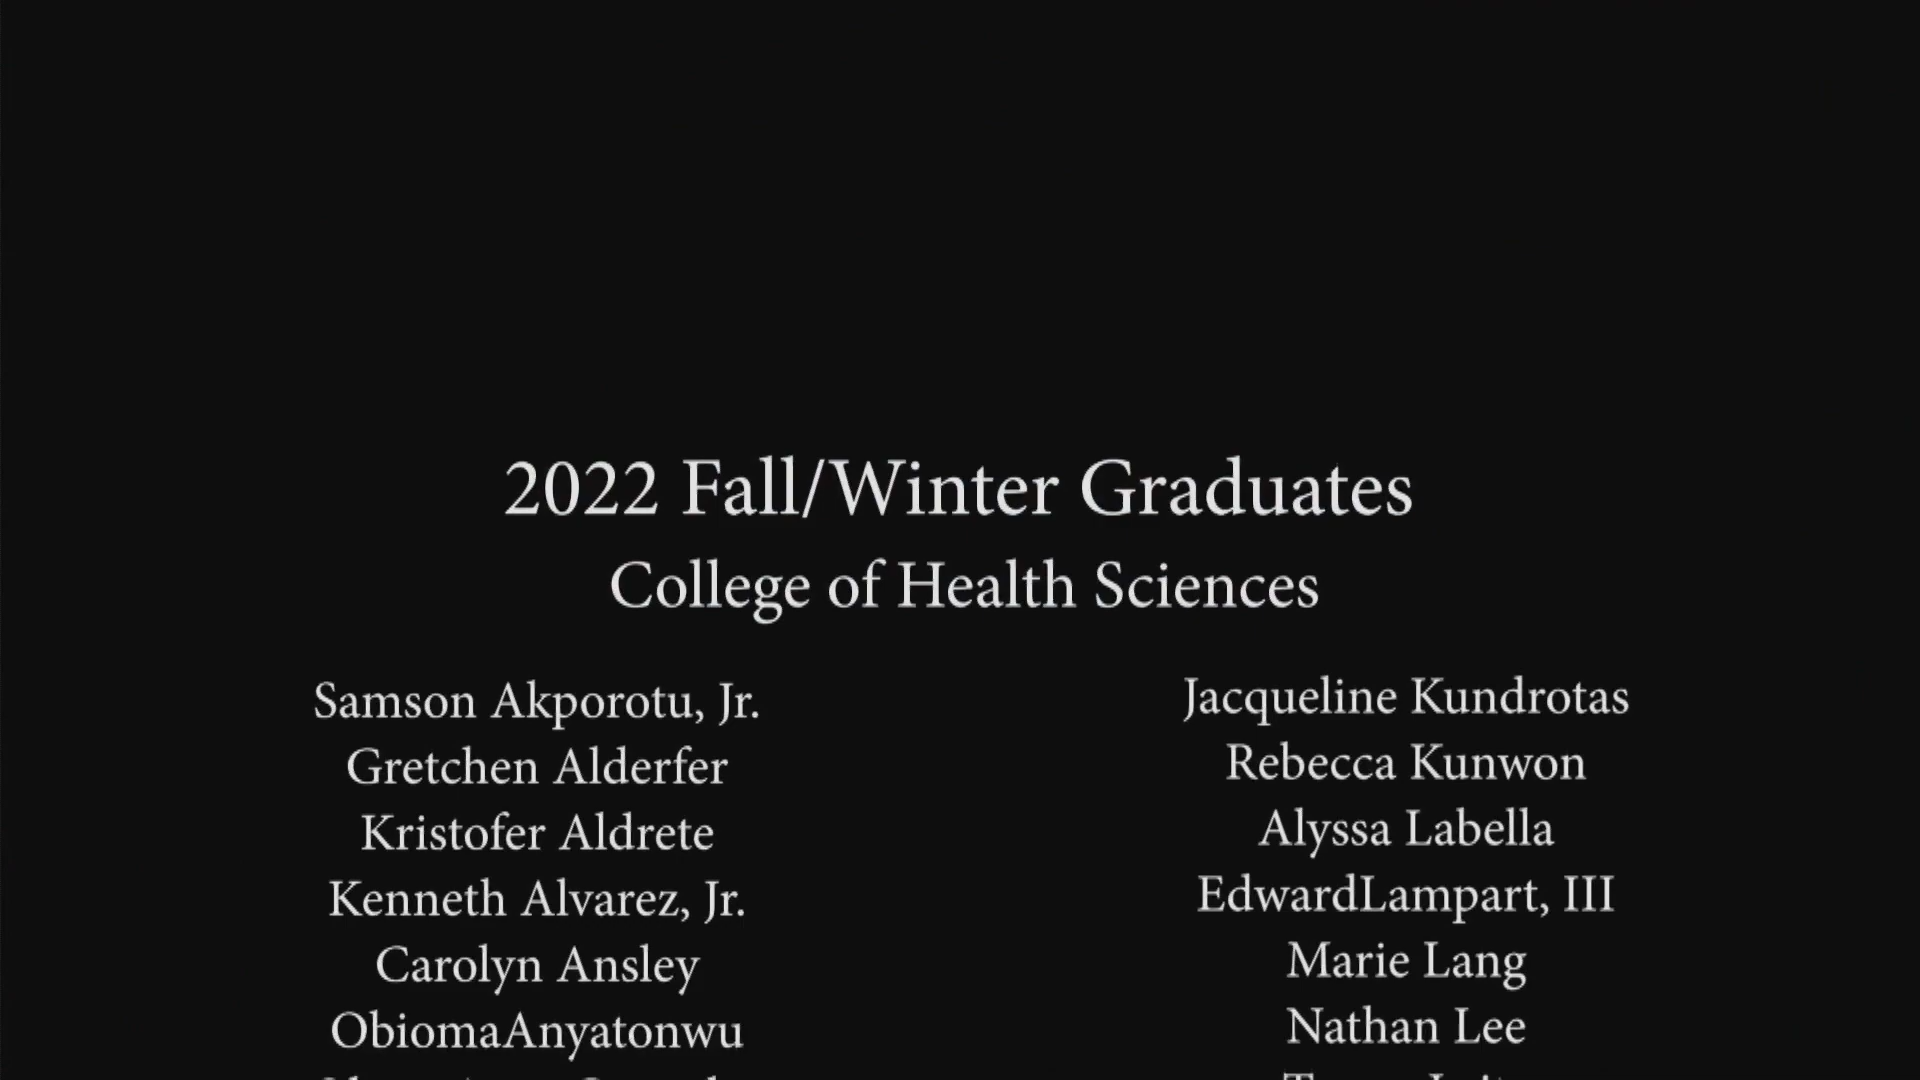 2022 Fall/Winter Graduates
College of Health Sciences
Samson Akporotu, Jr.
Gretchen Alderfer
Kristofer Aldrete
Kenneth Alvarez, Jr.
Carolyn Ansley
ObiomaAnyatonwu
Jacqueline Kundrotas
Rebecca Kunwon
Alyssa Labella
EdwardLampart, III
Marie Lang
Nathan Lee